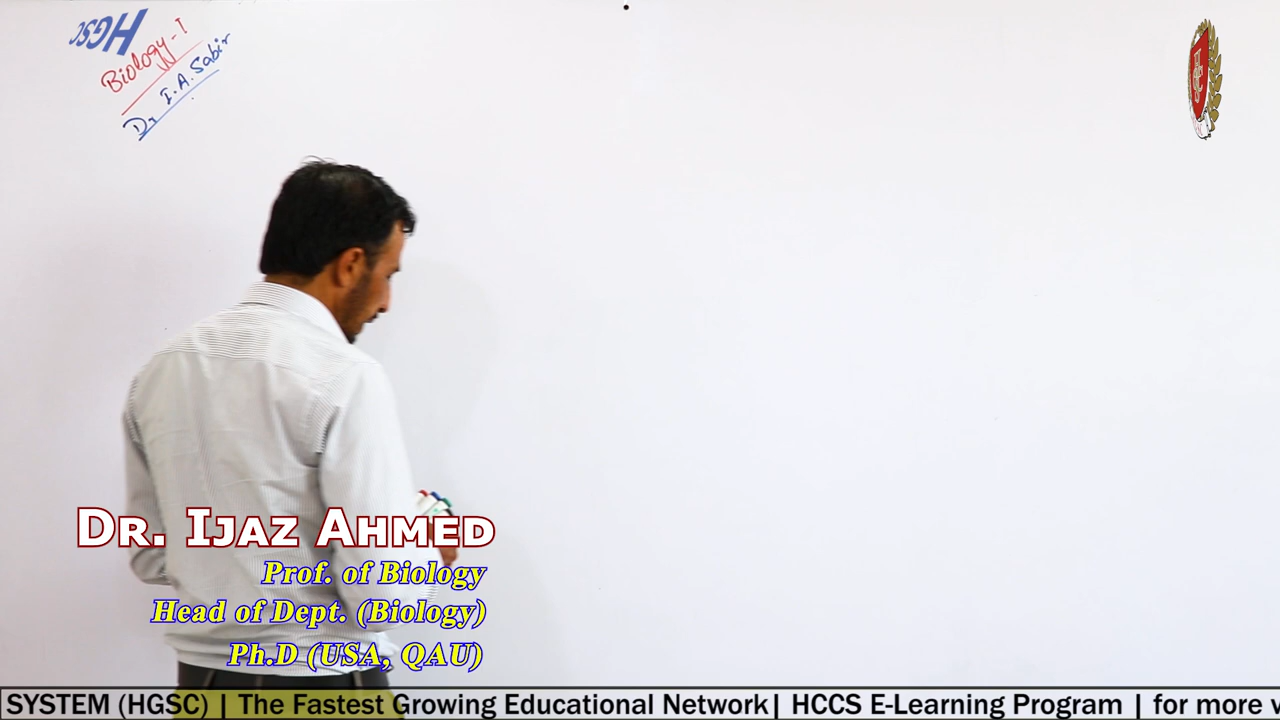 HGSC
Biology-I
Dr I.A.Sabir
Dr. Ijaz Ahmed
Prof. of Biology
Head of Dept. (Biology)
Ph.D (USA, QAU)
SYSTEM (HGSC) | The Fastest Growing Educational Network| HCCS E-Learning Program | for more v